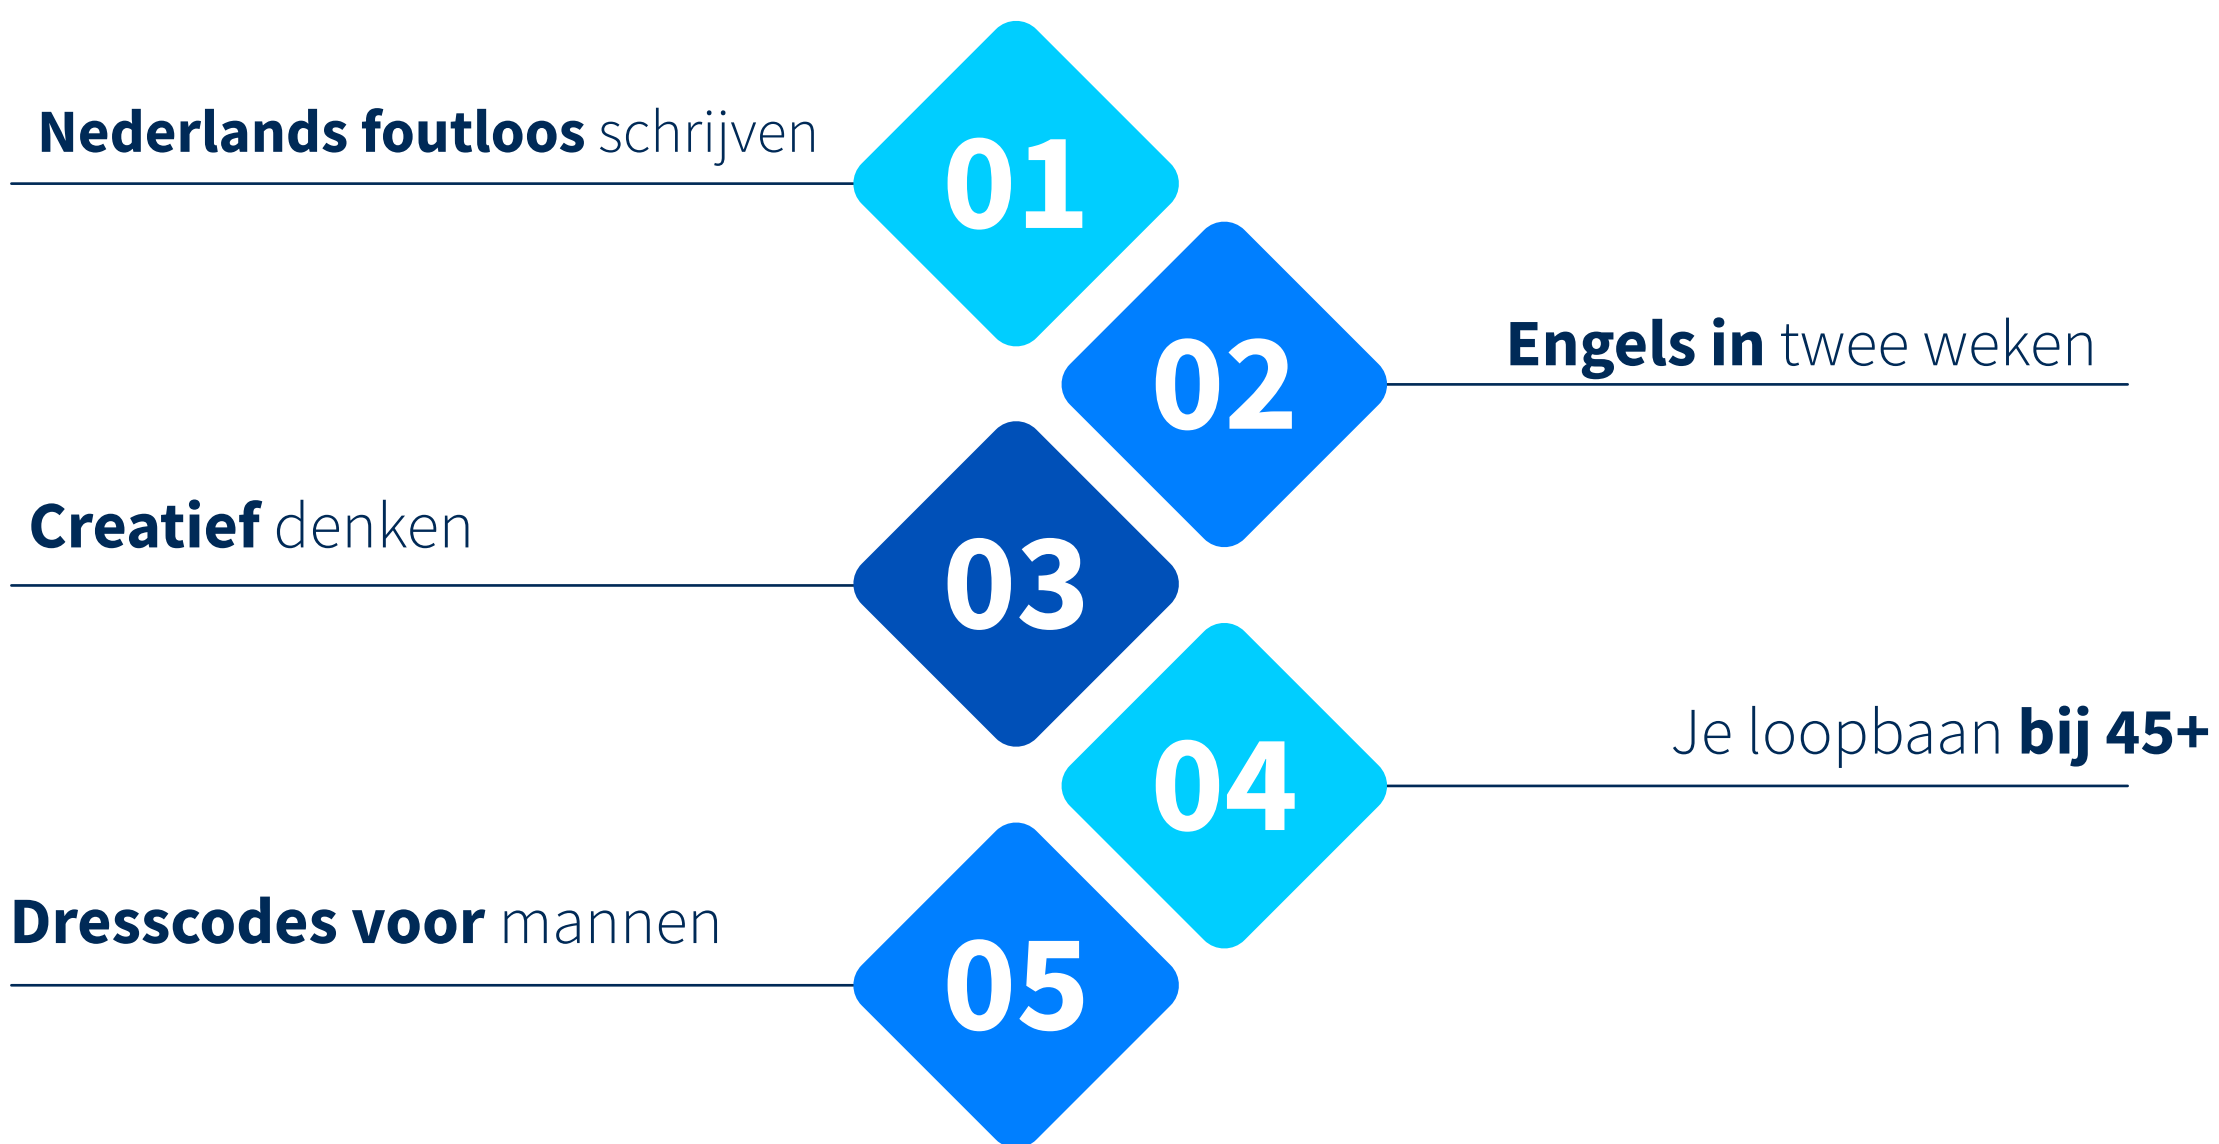 Nederlands foutloos schrijven
01
Engels in twee weken
02
Creatief denken
03
Je loopbaan bij 45+
04
Dresscodes voor mannen
05